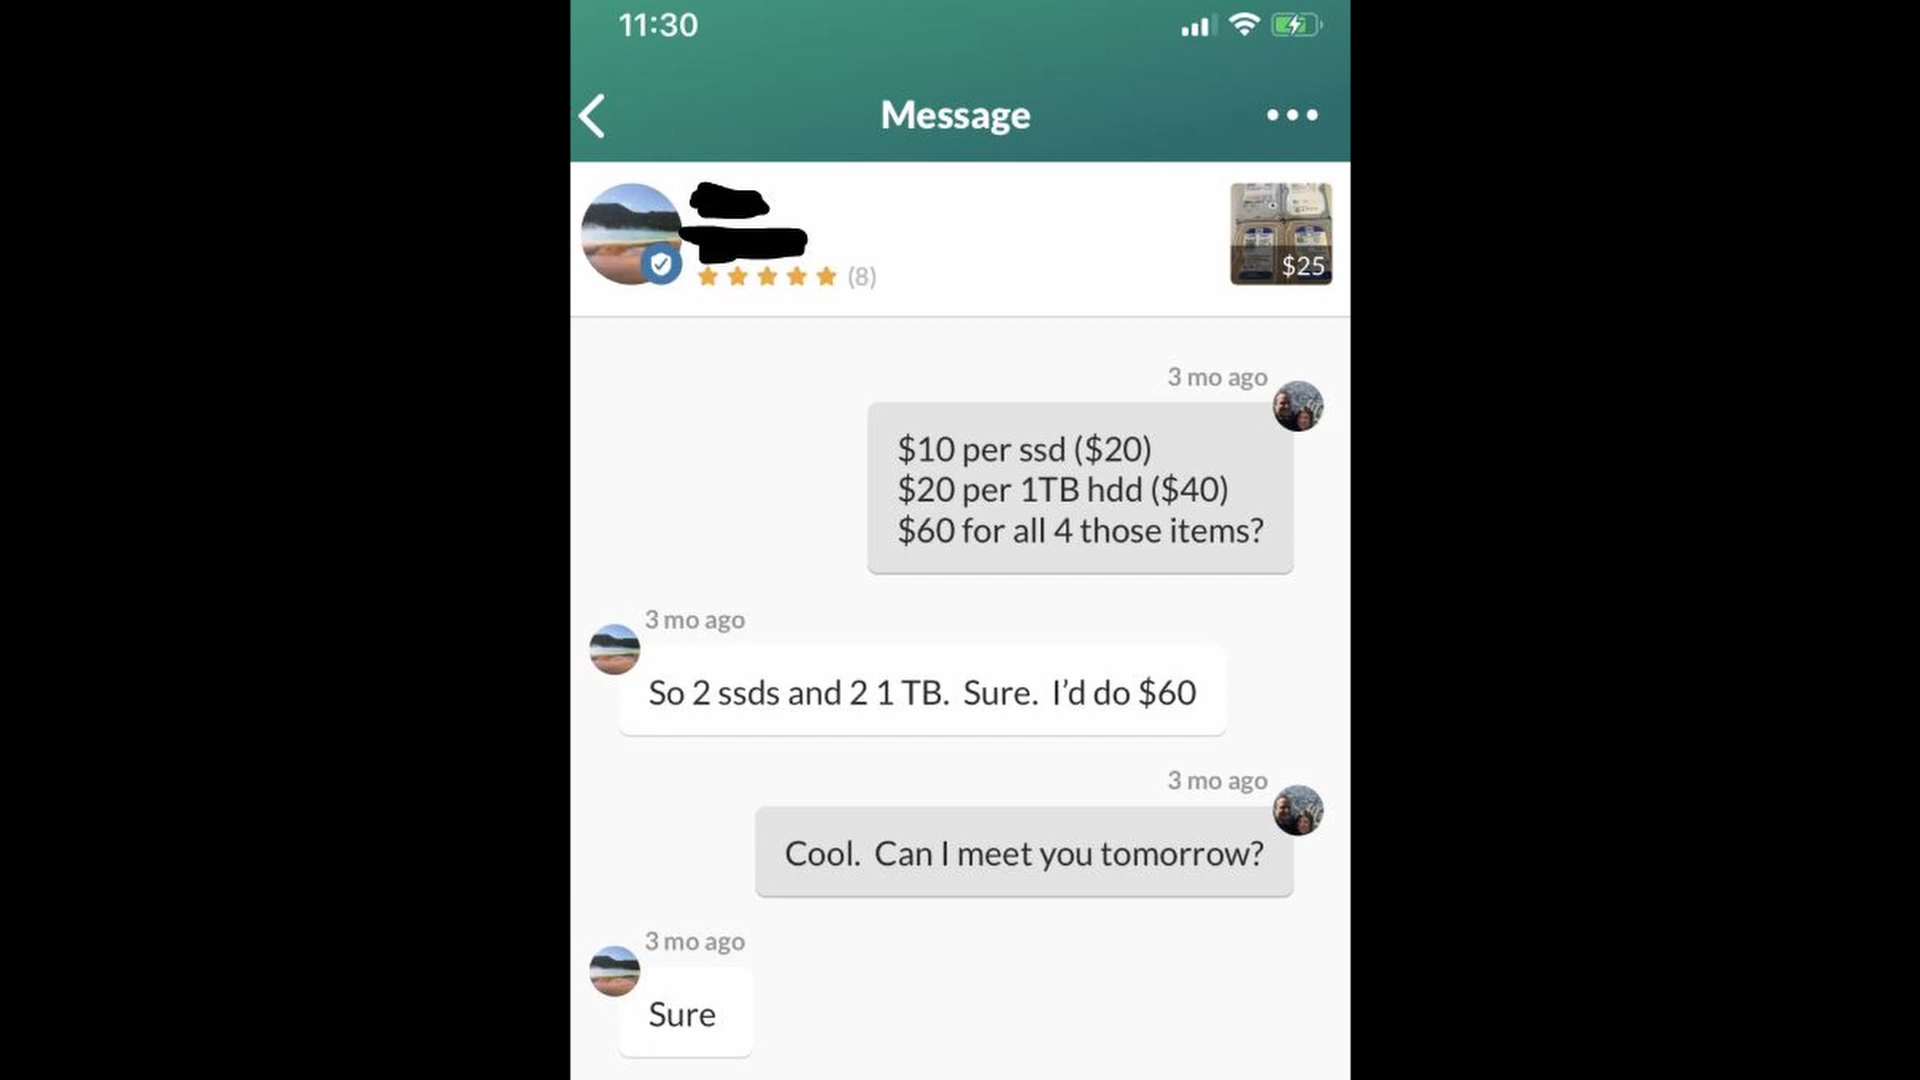 11:30
Message
(8)
$25
3 mo ago
$10 per ssd ($20)
$20 per 1TB hdd ($40)
$60 for all 4 those items?
3 mo ago
So 2 ssds and 2 1 TB.  Sure.  I’d do $60
3 mo ago
Cool.  Can I meet you tomorrow?
3 mo ago
Sure